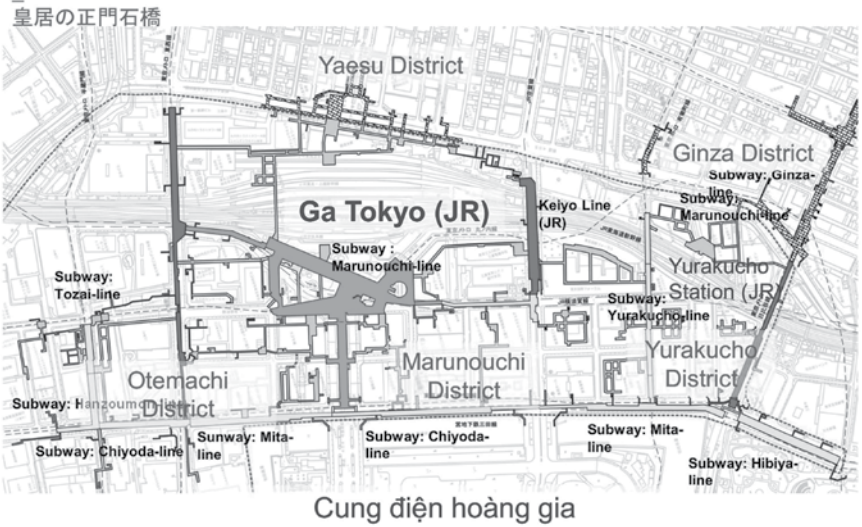 皇居の正門石橋
Yaesu District
Ginza District
Subway: Ginza-
line
Subway:
Marunouchi-line
Ga Tokyo (JR)
Keiyo Line
(JR)
Subway :
Marunouchi-line
Subway:
Tozai-line
Yurakucho
Station (JR)
Subway:
Yurakucho-line
Otemachi
District
Marunouchi
District
Yurakucho
District
Subway: Hanzoumo
Subway: Chiyoda-line
Sunway: Mita-
line
Subway: Chiyoda-
line
Subway: Mita-
line
Subway: Hibiya-
line
Cung điện hoàng gia